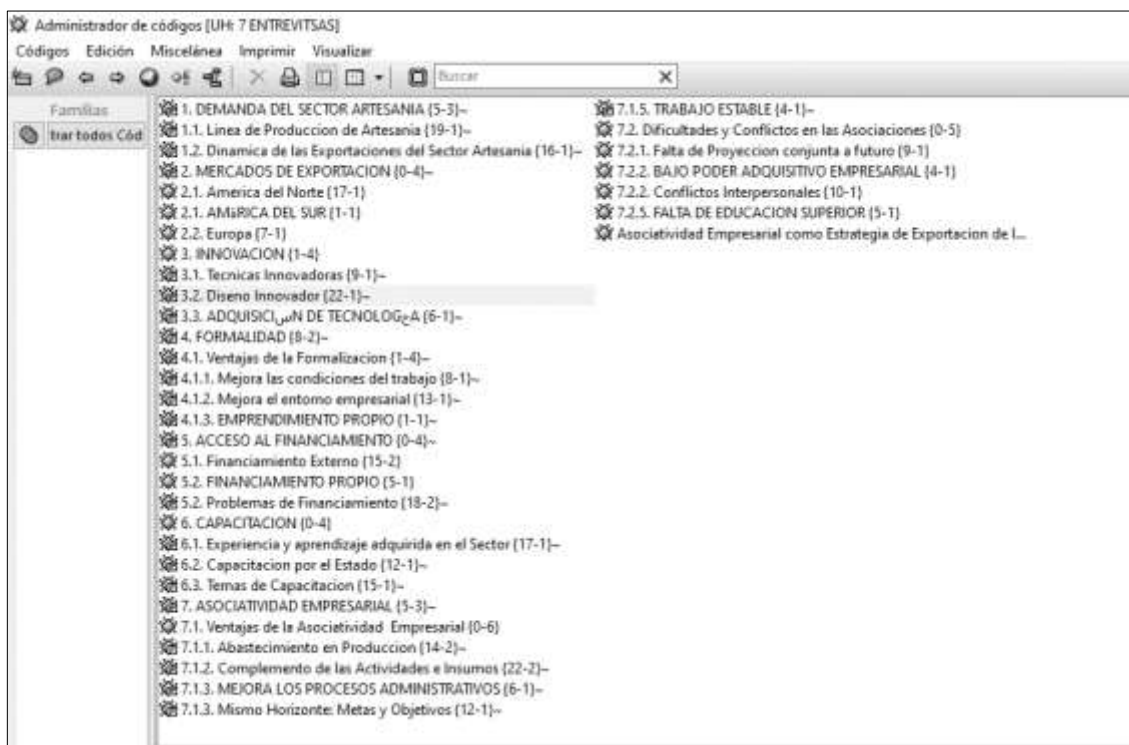 Administrador de códigos [UH: 7 ENTREVITSAS]
Códigos Edición Miscelánea Imprimir Visualizar
Buscar
Familias
trar todos Cód
1. DEMANDA DEL SECTOR ARTESANIA {5-3}~
1.1. Linea de Produccion de Artesania {19-1}~
1.2. Dinamica de las Exportaciones del Sector Artesania {16-1}~
2. MERCADOS DE EXPORTACION {0-4}~
2.1. America del Norte {17-1}
2.1. AMàRICA DEL SUR {1-1}
2.2. Europa {7-1}
3. INNOVACION {1-4}
3.1. Tecnicas Innovadoras {9-1}~
3.2. Diseno Innovador {22-1}~
3.3. DE {6-1}~
4. FORMALIDAD {8-2}~
4.1. Ventajas de la Formalizacion {1-4}~
4.1.1. Mejora las condiciones del trabajo {8-1}~
4.1.2. Mejora el entorno empresarial {13-1}~
4.1.3. EMPRENDIMIENTO PROPIO {1-1}~
5. ACCESO AL FINANCIAMIENTO {0-4}~
5.1. Financiamiento Externo {15-2}
5.2. FINANCIAMIENTO PROPIO {5-1}
5.2. Problemas de Financiamiento {18-2}~
6. CAPACITACION {0-4}
6.1. Experiencia y aprendizaje adquirida en el Sector {17-1}~
6.2. Capacitacion por el Estado {12-1}~
6.3. Temas de Capacitacion {15-1}~
7. ASOCIATIVIDAD EMPRESARIAL {5-3}~
7.1. Ventajas de la Asociatividad Empresarial {0-6}
7.1.1. Abastecimiento en Produccion {14-2}~
7.1.2. Complemento de las Actividades e Insumos {22-2}~
7.1.3. MEJORA LOS PROCESOS ADMINISTRATIVOS {6-1}~
7.1.3. Mismo Horizonte: Metas y Objetivos {12-1}~
7.1.5. TRABAJO ESTABLE {4-1}~
7.2. Dificultades y Conflictos en las Asociaciones {0-5}
7.2.1. Falta de Proyeccion conjunta a futuro {9-1}
7.2.2. BAJO PODER ADQUISITIVO EMPRESARIAL {4-1}
7.2.2. Conflictos Interpersonales {10-1}
7.2.5. FALTA DE EDUCACION SUPERIOR {5-1}
Asociatividad Empresarial como Estrategia de Exportacion de l...